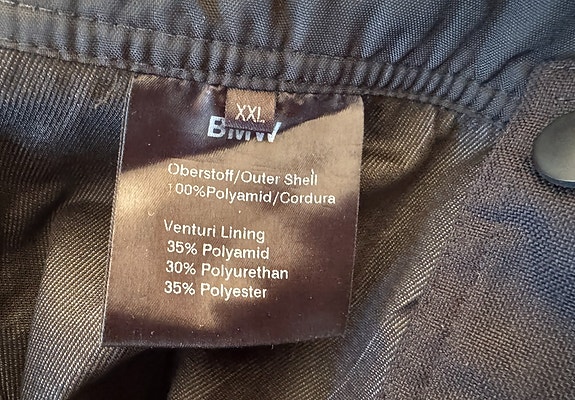 XXL
BMW
Oberstoff/Outer Shell
100%Polyamid/Cordura
Venturi Lining
35% Polyamid
30% Polyurethan
35% Polyester